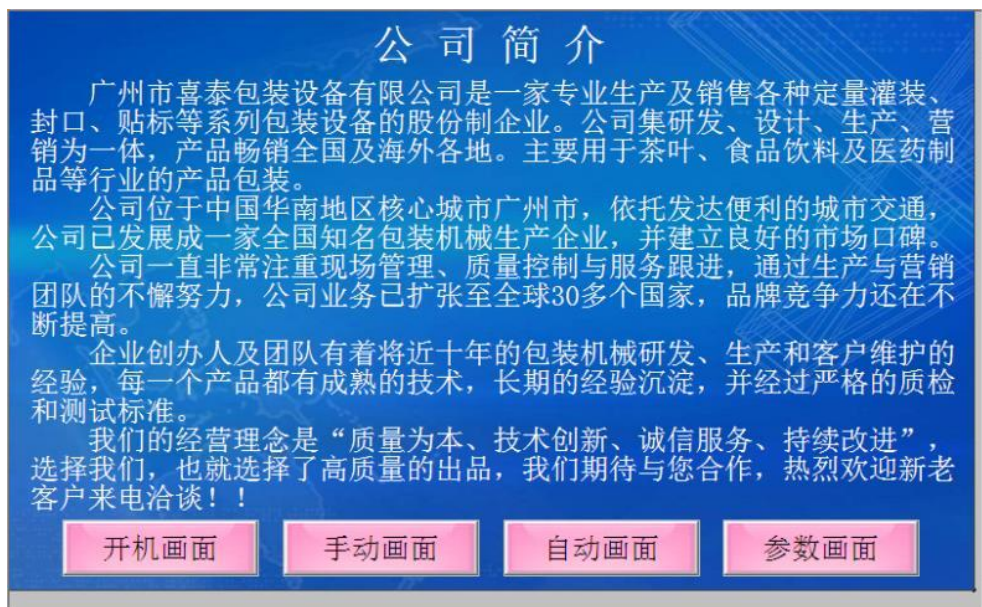 公司简介
广州市喜泰包装设备有限公司是一家专业生产及销售各种定量灌装、
封口、贴标等系列包装设备的股份制企业。公司集研发、设计、生产、营
销为一体，产品畅销全国及海外各地。主要用于茶叶、食品饮料及医药制
品等行业的产品包装。
公司位于中国华南地区核心城市广州市，依托发达便利的城市交通，
公司已发展成一家全国知名包装机械生产企业，并建立良好的市场口碑。
公司一直非常注重现场管理、质量控制与服务跟进，通过生产与营销
团队的不懈努力，公司业务已扩张至全球30多个国家，品牌竞争力还在不
断提高。
企业创办人及团队有着将近十年的包装机械研发、生产和客户维护的
经验，每一个产品都有成熟的技术，长期的经验沉淀，并经过严格的质检
和测试标准。
我们的经营理念是“质量为本、技术创新、诚信服务、持续改进”，
选择我们，也就选择了高质量的出品，我们期待与您合作，热烈欢迎新老
客户来电洽谈！！
开机画面
手动画面
自动画面
参数画面